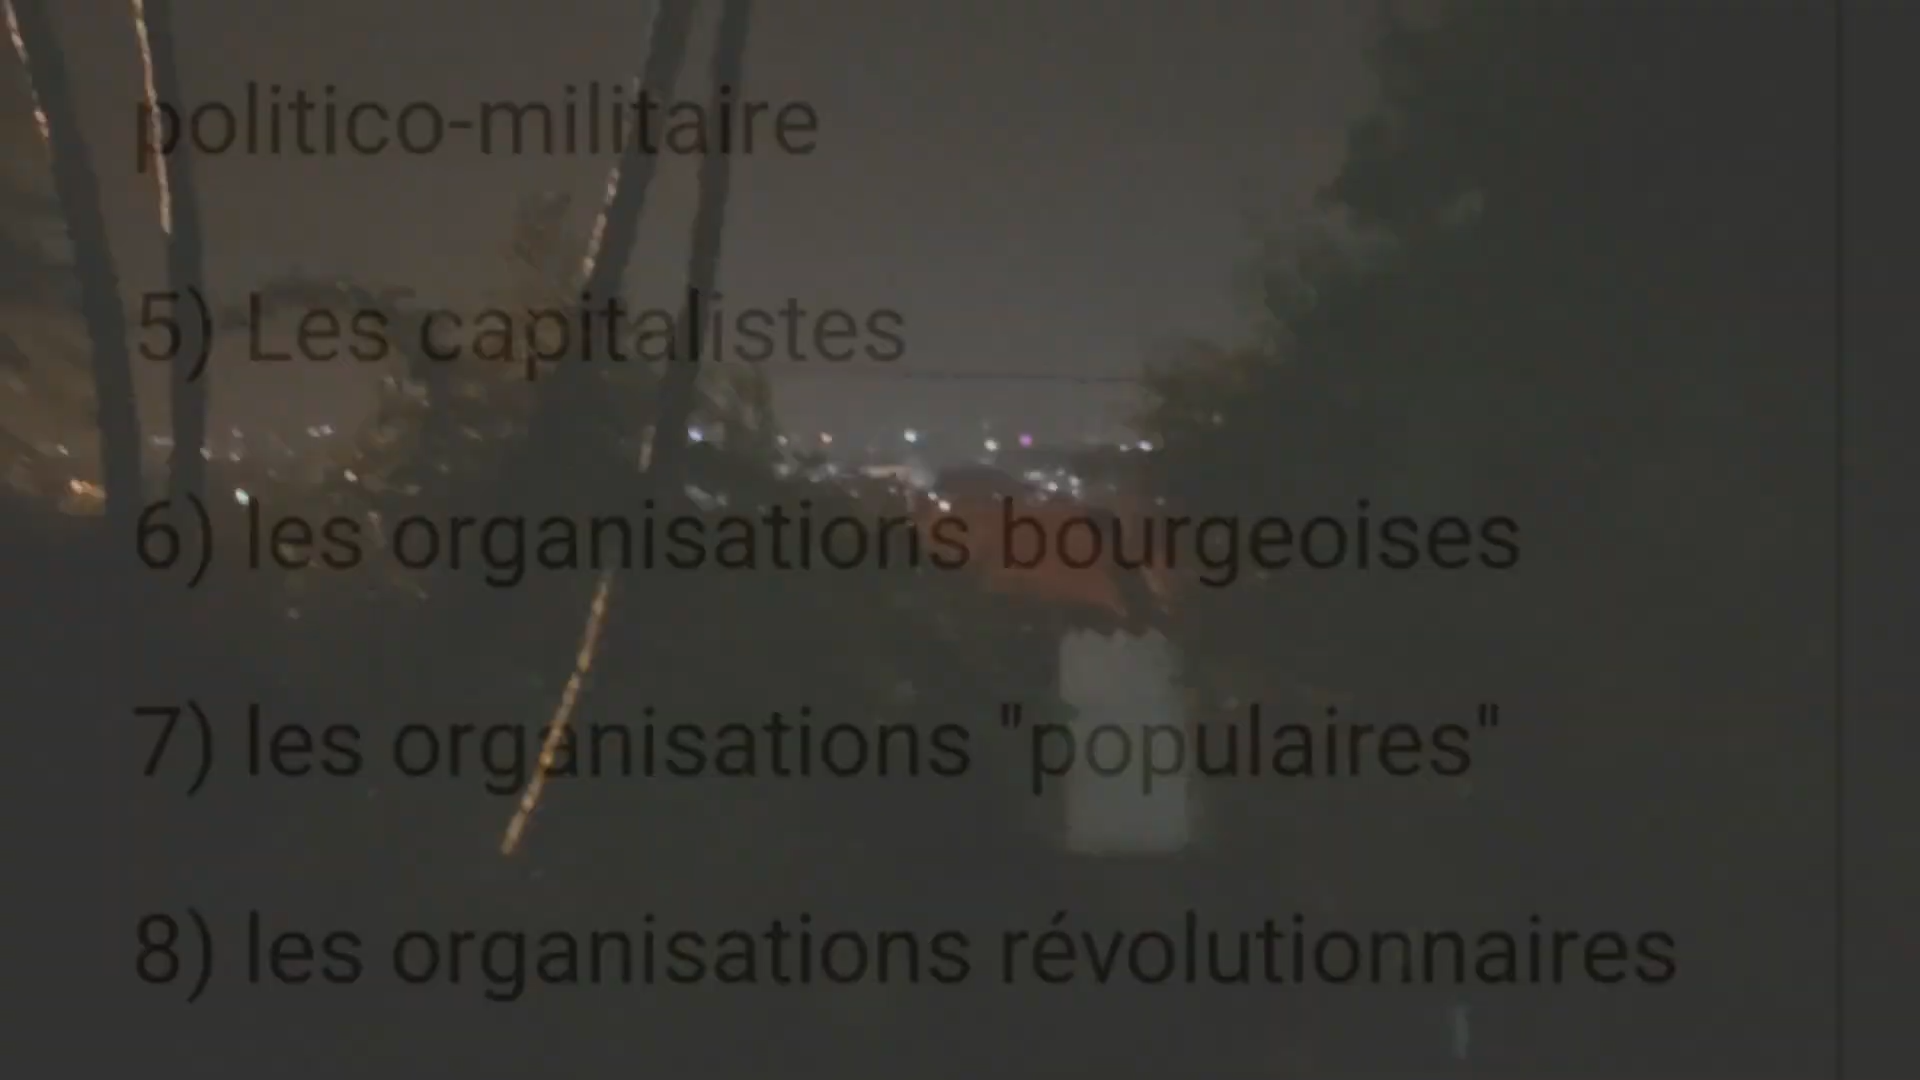 politico-militaire
5) Les capitalistes
6) les organisations bourgeoises
7) les organisations "populaires"
8) les organisations révolutionnaires